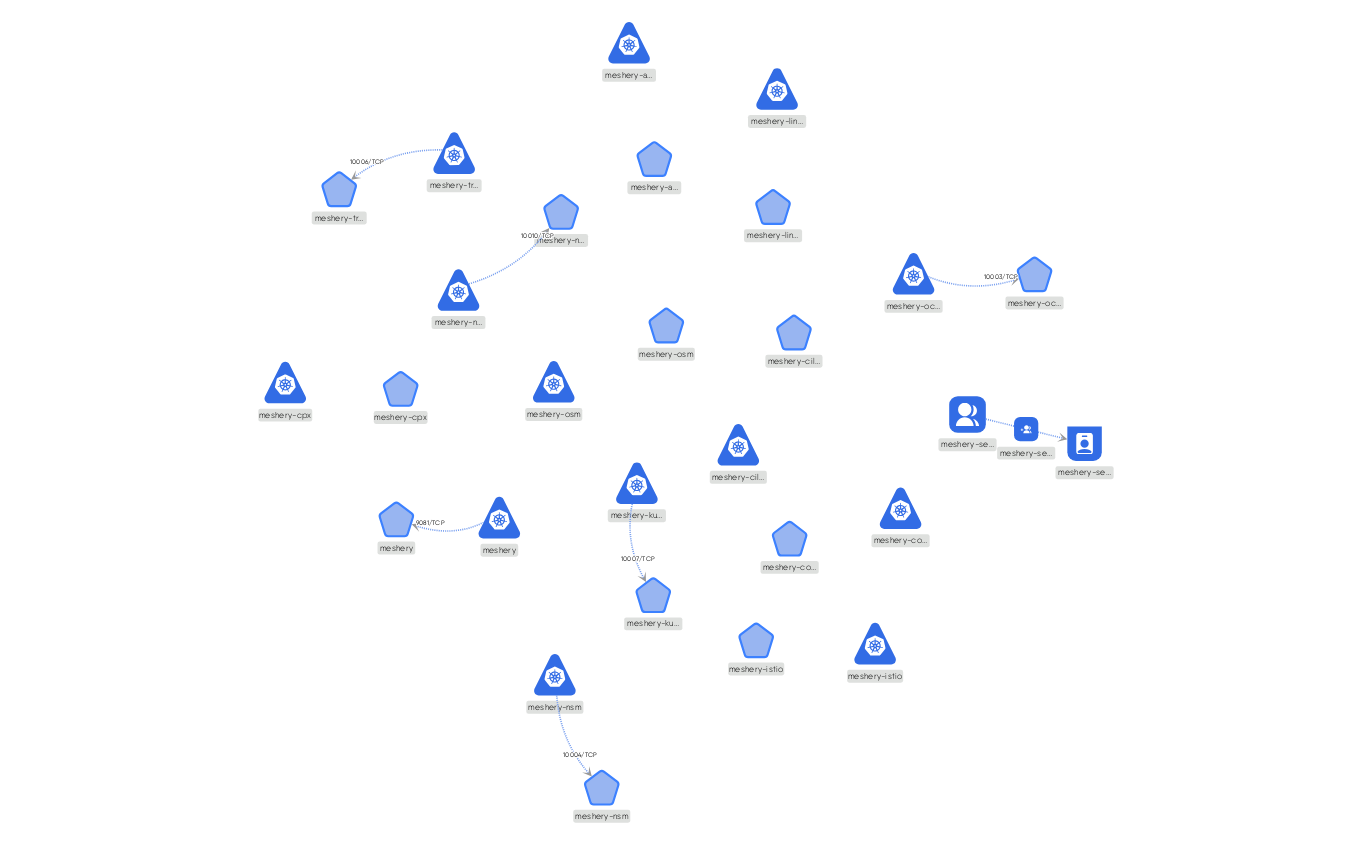 meshery-a...
meshery-lin...
10006/TCP
meshery-tr...
meshery-a...
meshery-tr...
meshery-lin...
10010/TCP
meshery-n...
10003/TCP
meshery-oc...
meshery-oc...
meshery-n...
meshery-osm
meshery-cil...
meshery-cpx
meshery-cpx
meshery-osm
meshery-se...
meshery-se...
meshery-se...
meshery-cil...
meshery-ku...
9081/TCP
meshery
meshery
meshery-co...
10007/TCP
meshery-co...
meshery-ku...
meshery-istio
meshery-istio
meshery-nsm
10004/TCP
meshery-nsm